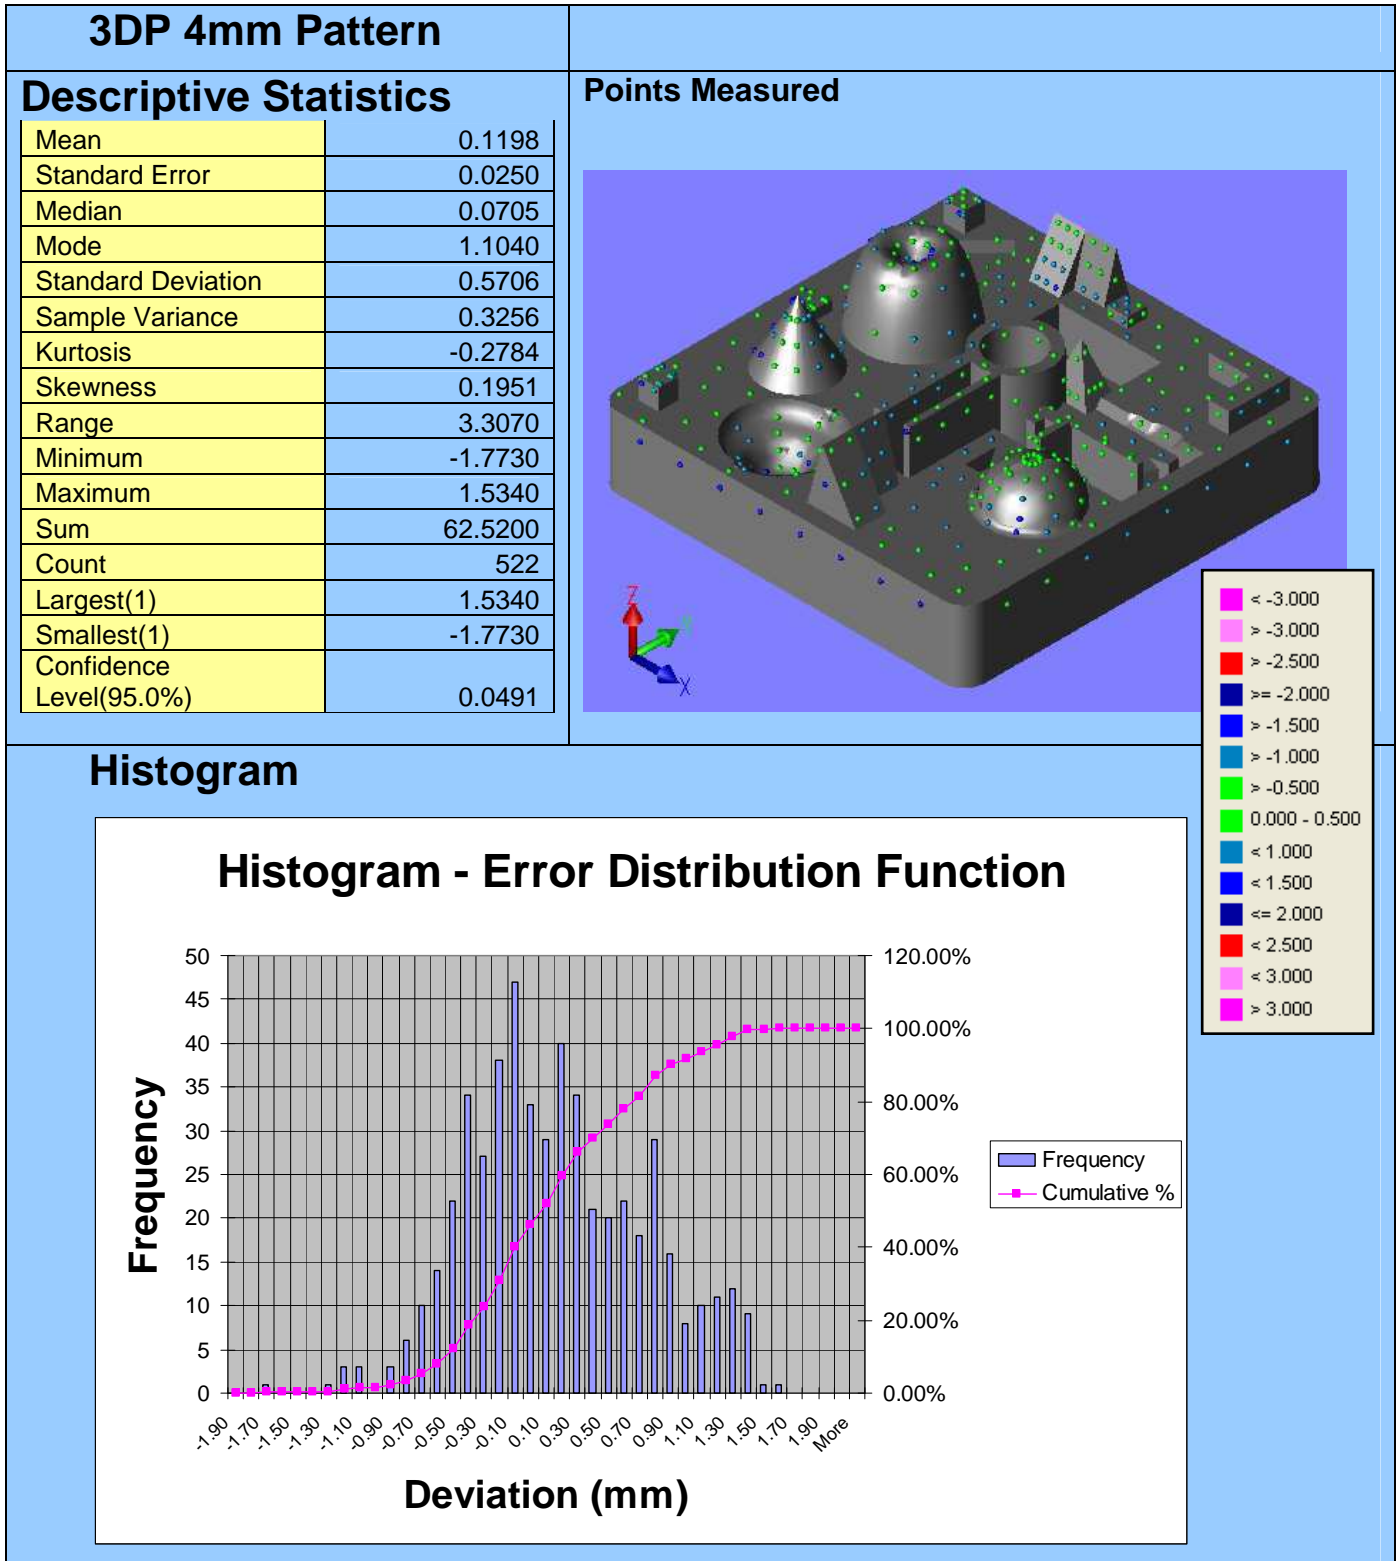 3DP 4mm Pattern
Descriptive Statistics
Mean 0.1198
Standard Error 0.0250
Median 0.0705
Mode 1.1040
Standard Deviation 0.5706
Sample Variance 0.3256
Kurtosis -0.2784
Skewness 0.1951
Range 3.3070
Minimum -1.7730
Maximum 1.5340
Sum 62.5200
Count 522
Largest(1) 1.5340
Smallest(1) -1.7730
Confidence
Level(95.0%) 0.0491
Points Measured
Z
Y
X
< -3.000
> -3.000
> -2.500
>= -2.000
> -1.500
> -1.000
> -0.500
0.000 - 0.500
< 1.000
< 1.500
<= 2.000
< 2.500
< 3.000
> 3.000
Histogram
Histogram - Error Distribution Function
Frequency
50
45
40
35
30
25
20
15
10
5
0
120.00%
100.00%
80.00%
60.00%
40.00%
20.00%
0.00%
-1.90 -1.70 -1.50 -1.30 -1.10 -0.90 -0.70 -0.50 -0.30 -0.10 0.10 0.30 0.50 0.70 0.90 1.10 1.30 1.50 1.70 1.90 More
Deviation (mm)
Frequency
Cumulative %